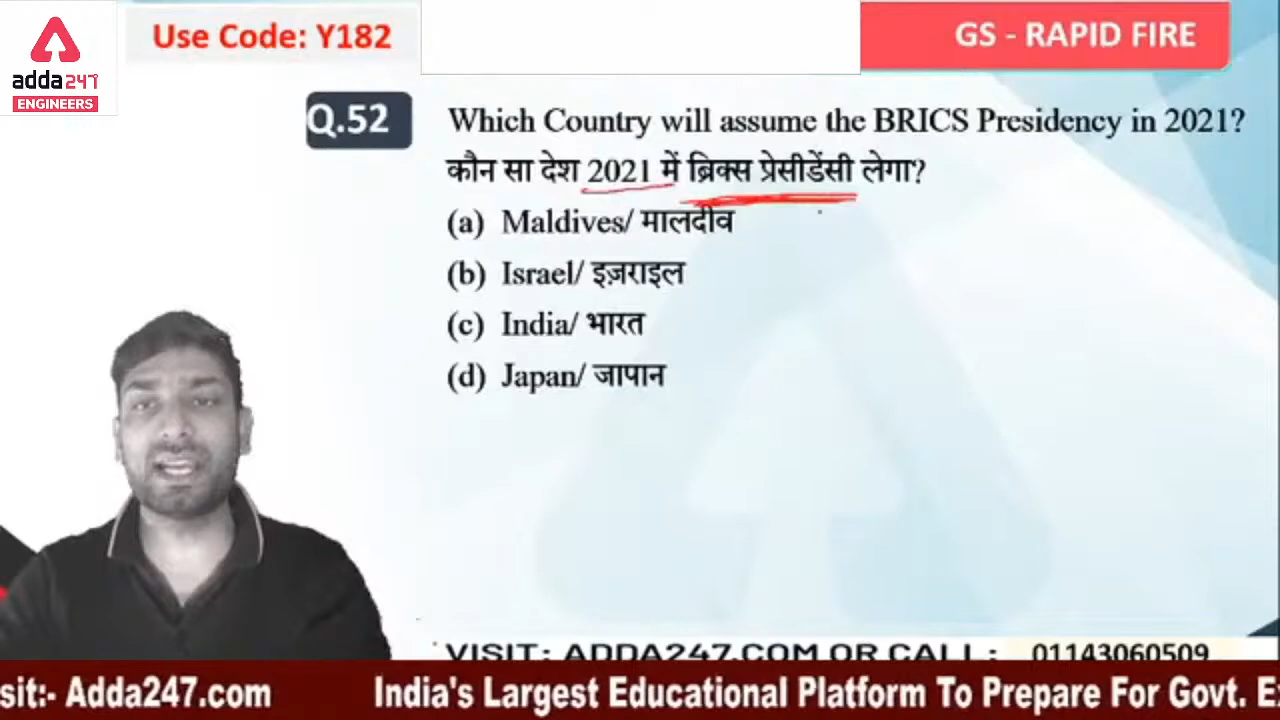 Use Code: Y182
GS - RAPID FIRE
adda247
ENGINEERS
Q.52
Which Country will assume the BRICS Presidency in 2021?
कौन सा देश 2021 में ब्रिक्स प्रेसीडेंसी लेगा?
(a) Maldives/ मालदीव
(b) Israel/ इज़राइल
(c) India/ भारत
(d) Japan/ जापान
VISIT: ADDA247.COM OR CALL: 01143060509
sit:- Adda247.com India's Largest Educational Platform To Prepare For Govt. E